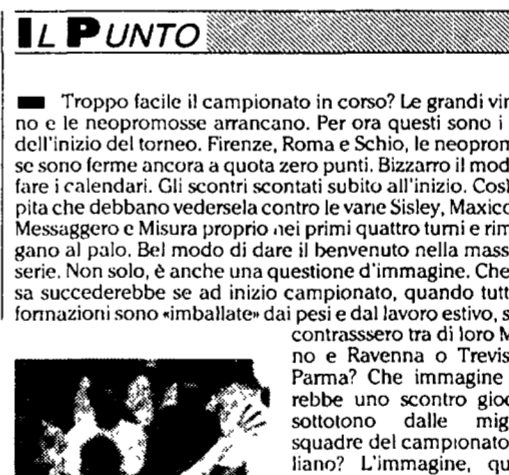 IL PUNTO
Troppo facile il campionato in corso? Le grandi vin
no e le neopromosse arrancano. Per ora questi sono i
dell'inizio del torneo. Firenze, Roma e Schio, le neoprom
se sono ferme ancora a quota zero punti. Bizzarro il mod
fare i calendari. Gli scontri scontati subito all'inizio. Cos
pita che debbano vedersela contro le varie Sisley, Maxico
Messaggero e Misura proprio nei primi quattro turni e rim
gano al palo. Bel modo di dare il benvenuto nella mass
serie. Non solo, è anche una questione d'immagine. Che
sa succederebbe se ad inizio campionato, quando tutt
formazioni sono «imballate» dai pesi e dal lavoro estivo, s
contrasssero tra di loro M
no e Ravenna o Trevis
Parma? Che immagine
rebbe uno scontro gioc
sottotono dalle mig
squadre del campionato
liano? L'immagine, qu